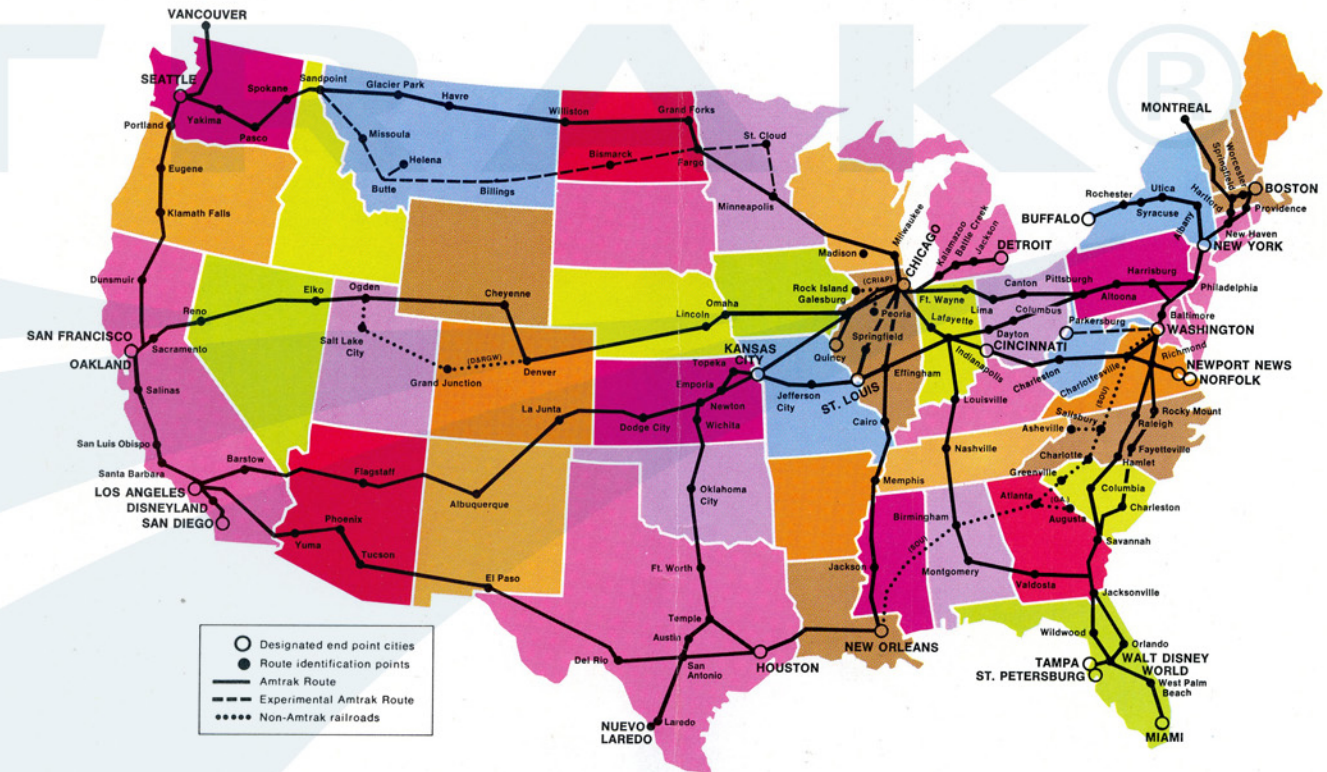 TRAK®
VANCOUVER
SEATTLE
Spokane
Sandpoint
Glacier Park
Havre
Williston
Grand Forks
St. Cloud
MONTREAL
Portland
Yakima
Pasco
Missoula
Helena
Bismarck
Fargo
Butte
Billings
Minneapolis
Eugene
Klamath Falls
Milwaukee
Madison
CHICAGO
Kalamazoo
Battle Creek
Jackson
DETROIT
Rochester
Utica
Syracuse
BUFFALO
Albany
Springfield
Worcester
Hartford
BOSTON
Providence
New Haven
NEW YORK
Dunsmuir
Reno
Elko
Ogden
Cheyenne
Omaha
Lincoln
Rock Island
(CRI&P)
Galesburg
Peoria
Ft. Wayne
Lima
Canton
Pittsburgh
Harrisburg
Altoona
Philadelphia
Lafayette
Columbus
Dayton
Parkersburg
Baltimore
WASHINGTON
SAN FRANCISCO
OAKLAND
Sacramento
Salt Lake
City
(D&RGW)
Grand Junction
Denver
KANSAS
CITY
Topeka
Quincy
Springfield
Effingham
Indianapolis
CINCINNATI
Charleston
Charlottesville
Richmond
NEWPORT NEWS
NORFOLK
Salinas
La Junta
Emporia
Newton
Dodge City
Wichita
Jefferson
City
ST. LOUIS
Cairo
Louisville
(SOU)
Salisbury
Rocky Mount
Asheville
Raleigh
Fayetteville
San Luis Obispo
Santa Barbara
Barstow
Flagstaff
Albuquerque
Oklahoma
City
Memphis
Nashville
Charlotte
Hamlet
Greenville
LOS ANGELES
DISNEYLAND
SAN DIEGO
Yuma
Phoenix
Tucson
El Paso
Ft. Worth
Birmingham
Atlanta
(GA.)
Augusta
Columbia
Charleston
Savannah
(SOU)
Jackson
Montgomery
Valdosta
Jacksonville
Temple
Austin
Del Rio
San
Antonio
HOUSTON
NEW ORLEANS
Wildwood
Orlando
TAMPA
ST. PETERSBURG
WALT DISNEY
WORLD
West Palm
Beach
MIAMI
NUEVO
LAREDO
Laredo
Designated end point cities
Route identification points
Amtrak Route
Experimental Amtrak Route
Non-Amtrak railroads